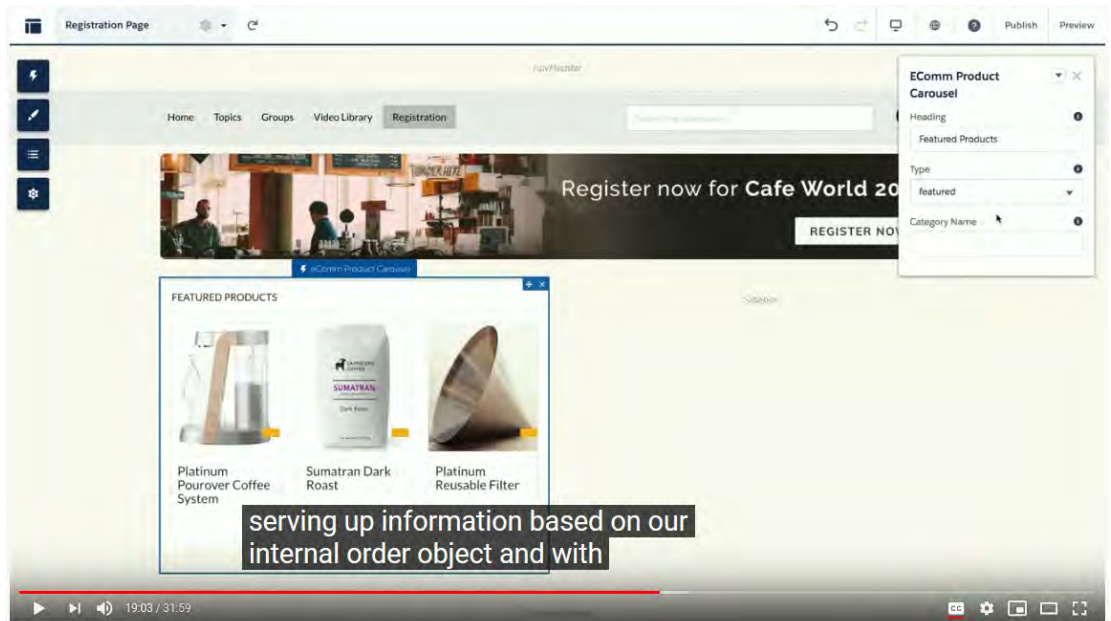 Registration Page
Publish
Preview
navHeader
EComm Product
Carousel
Heading
Featured Products
Type
featured
Category Name
Home
Topics
Groups
Video Library
Registration
Register now for Cafe World 20
REGISTER NOW
eComm Product Carousel
FEATURED PRODUCTS
Sidebar
SUMATRAN
Dark Roast
Platinum
Pourover Coffee
System
Sumatran Dark
Roast
Platinum
Reusable Filter
serving up information based on our
internal order object and with
19:03 / 31:59
CC